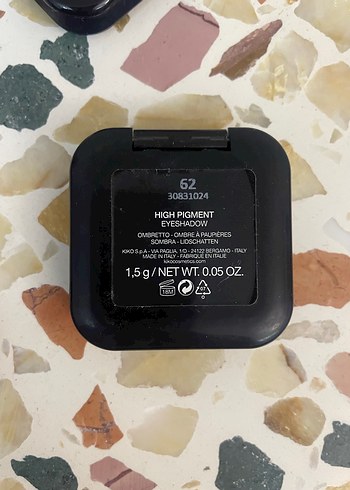 62
30831024
HIGH PIGMENT
EYESHADOW
OMBRETTO - OMBRE À PAUPIÈRES
SOMBRA - LIDSCHATTEN
KIKO S.p.A - VIA PAGLIA, 1/D - 24122 BERGAMO - ITALY
MADE IN ITALY - FABRIQUÉ EN ITALIE
kikocosmetics.com
1,5 g / NET WT. 0.05 OZ.
18M